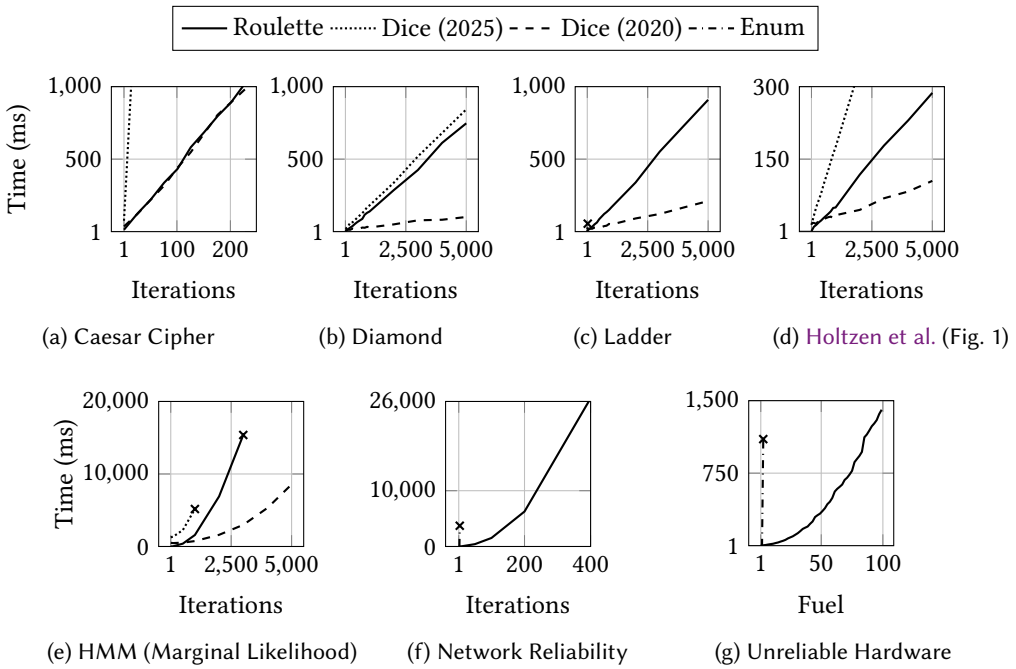 Roulette Dice (2025) Dice (2020) Enum
1,000 1,000 1,000 300
Time (ms)
500 500 500 150
1 1 1 1
1 100 200 1 2,500 5,000 1 2,500 5,000 1 2,500 5,000
Iterations Iterations Iterations Iterations
(a) Caesar Cipher (b) Diamond (c) Ladder (d) Holtzen et al. (Fig. 1)
20,000 26,000 1,500
Time (ms)
10,000 10,000 750
0 0 1
1 2,500 5,000 1 200 400 1 50 100
Iterations Iterations Fuel
(e) HMM (Marginal Likelihood) (f) Network Reliability (g) Unreliable Hardware